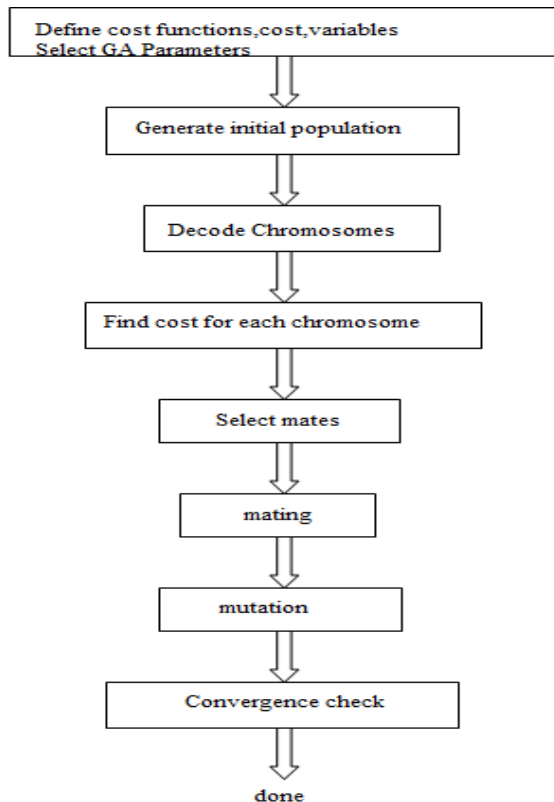 Define cost functions,cost,variables
Select GA Parameters
Generate initial population
Decode Chromosomes
Find cost for each chromosome
Select mates
mating
mutation
Convergence check
done